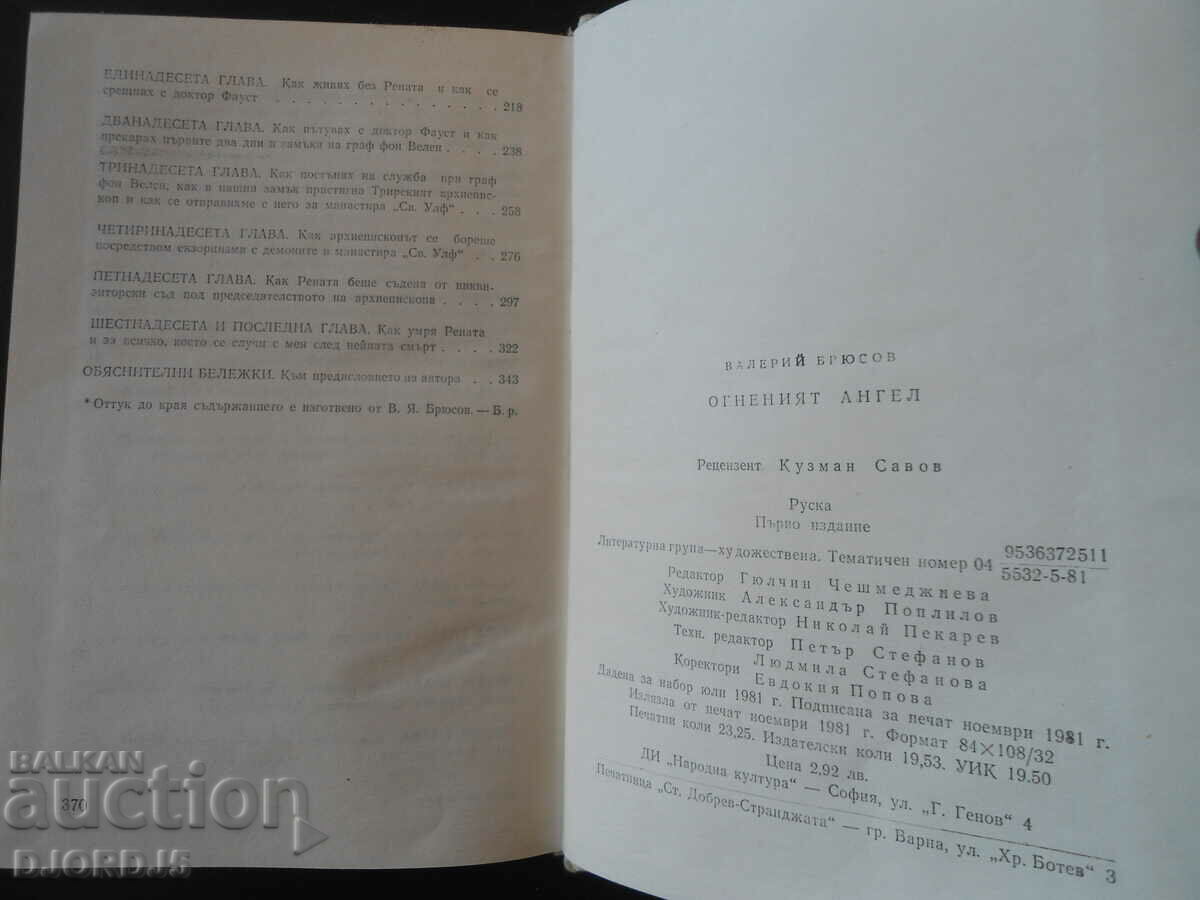 ЕДИНАДЕСЕТА ГЛАВА. Как живях без Рената и как се
срещнах с доктор Фауст . . . . . . . . . . . . . . . 218
ДВАНАДЕСЕТА ГЛАВА. Как пътувах с доктор Фауст и как
прекарах първите два дни в замъка на граф фон Велен . . . . 238
ТРИНАДЕСЕТА ГЛАВА. Как постъпих на служба при граф
фон Велен, как в нашия замък пристигна Трирският архиепис-
коп и как се отправихме с него за манастира „Св. Улф“ . . . 258
ЧЕТИРИНАДЕСЕТА ГЛАВА. Как архиепископът се бореше
посредством екзорцизми с демоните в манастира „Св. Улф“ . . 276
ПЕТНАДЕСЕТА ГЛАВА. Как Рената беше съдена от инкви-
зиторски съд под председателството на архиепископа . . . . 297
ШЕСТНАДЕСЕТА И ПОСЛЕДНА ГЛАВА. Как умря Рената
и за всичко, което се случи с мен след нейната смърт . . . . 322
ОБЯСНИТЕЛНИ БЕЛЕЖКИ. Към предисловието на автора . . 343
* Оттук до края съдържанието е изготвено от В. Я. Брюсов. — Б. р.
370
ВАЛЕРИЙ БРЮСОВ
ОГНЕНИЯТ АНГЕЛ
Рецензент Кузман Савов
Руска
Първо издание
Литературна група—художествена. Тематичен номер 04 9536372511
5532-5-81
Редактор Гюлчин Чешмеджиева
Художник Александър Поплилов
Художник-редактор Николай Пекарев
Техн. редактор Петър Стефанов
Коректори Людмила Стефанова
Евдокия Попова
Дадена за набор юли 1981 г. Подписана за печат ноември 1981 г.
Излязла от печат ноември 1981 г. Формат 84×108/32
Печатни коли 23,25. Издателски коли 19,53. УИК 19.50
Цена 2,92 лв.
ДИ „Народна култура“ — София, ул. „Г. Генов“ 4
Печатница „Ст. Добрев-Странджата“ — гр. Варна, ул. „Хр. Ботев“ 3
BALKAN
auction
DJORDJ5